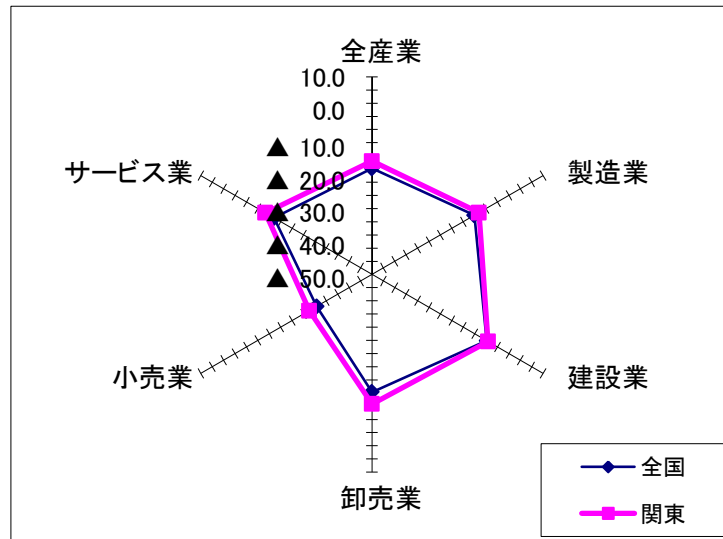 全産業
10.0
0.0
▲ 10.0
▲ 20.0
▲ 30.0
▲ 40.0
▲ 50.0
サービス業
製造業
小売業
建設業
卸売業
全国
関東